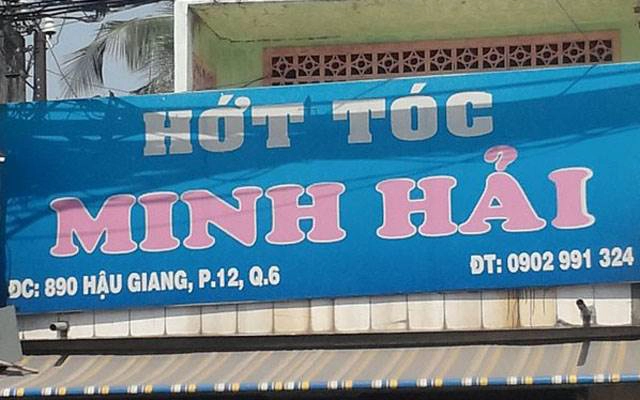 HỚT TÓC
MINH HẢI
ĐC: 890 HẬU GIANG, P.12, Q.6
ĐT: 0902 991 324